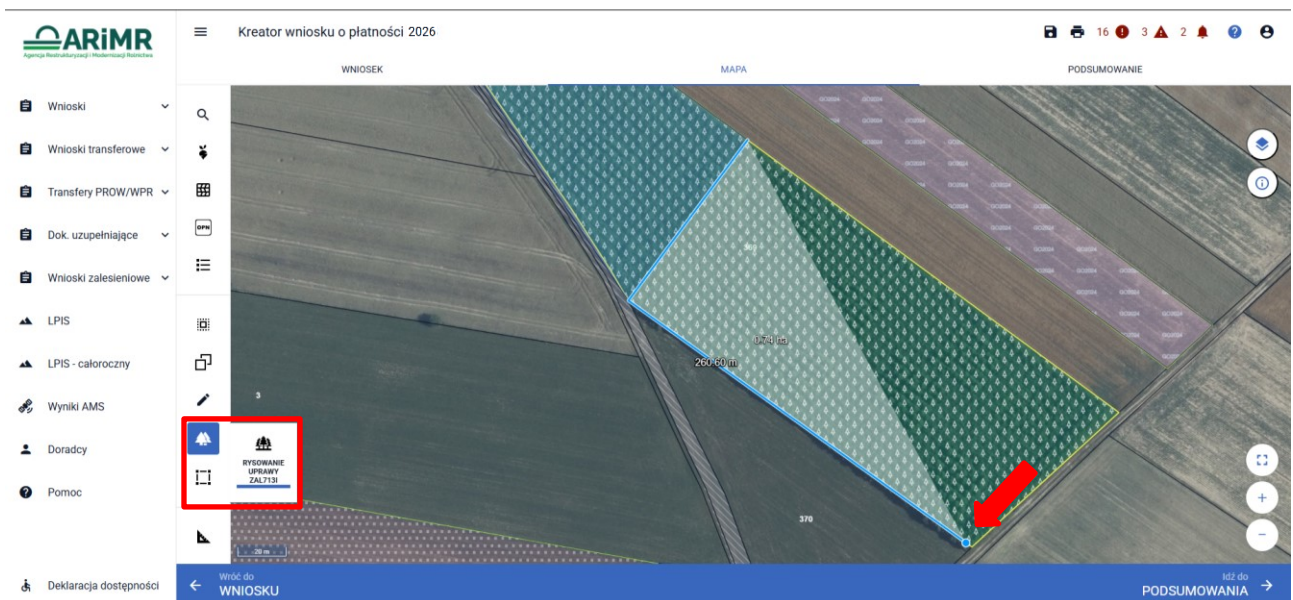 ARiMR
Agencja Restrukturyzacji i Modernizacji Rolnictwa
Kreator wniosku o płatności 2026
16
3
2
WNIOSEK
MAPA
PODSUMOWANIE
Wnioski
Wnioski transferowe
Transfery PROW/WPR
Dok. uzupełniające
Wnioski zalesieniowe
LPIS
LPIS - całoroczny
Wyniki AMS
Doradcy
Pomoc
Deklaracja dostępności
OPN
RYSOWANIE
UPRAWY
ZAL713I
0.74 ha
260.60 m
3
370
20 m
Wróć do
WNIOSKU
Idź do
PODSUMOWANIA